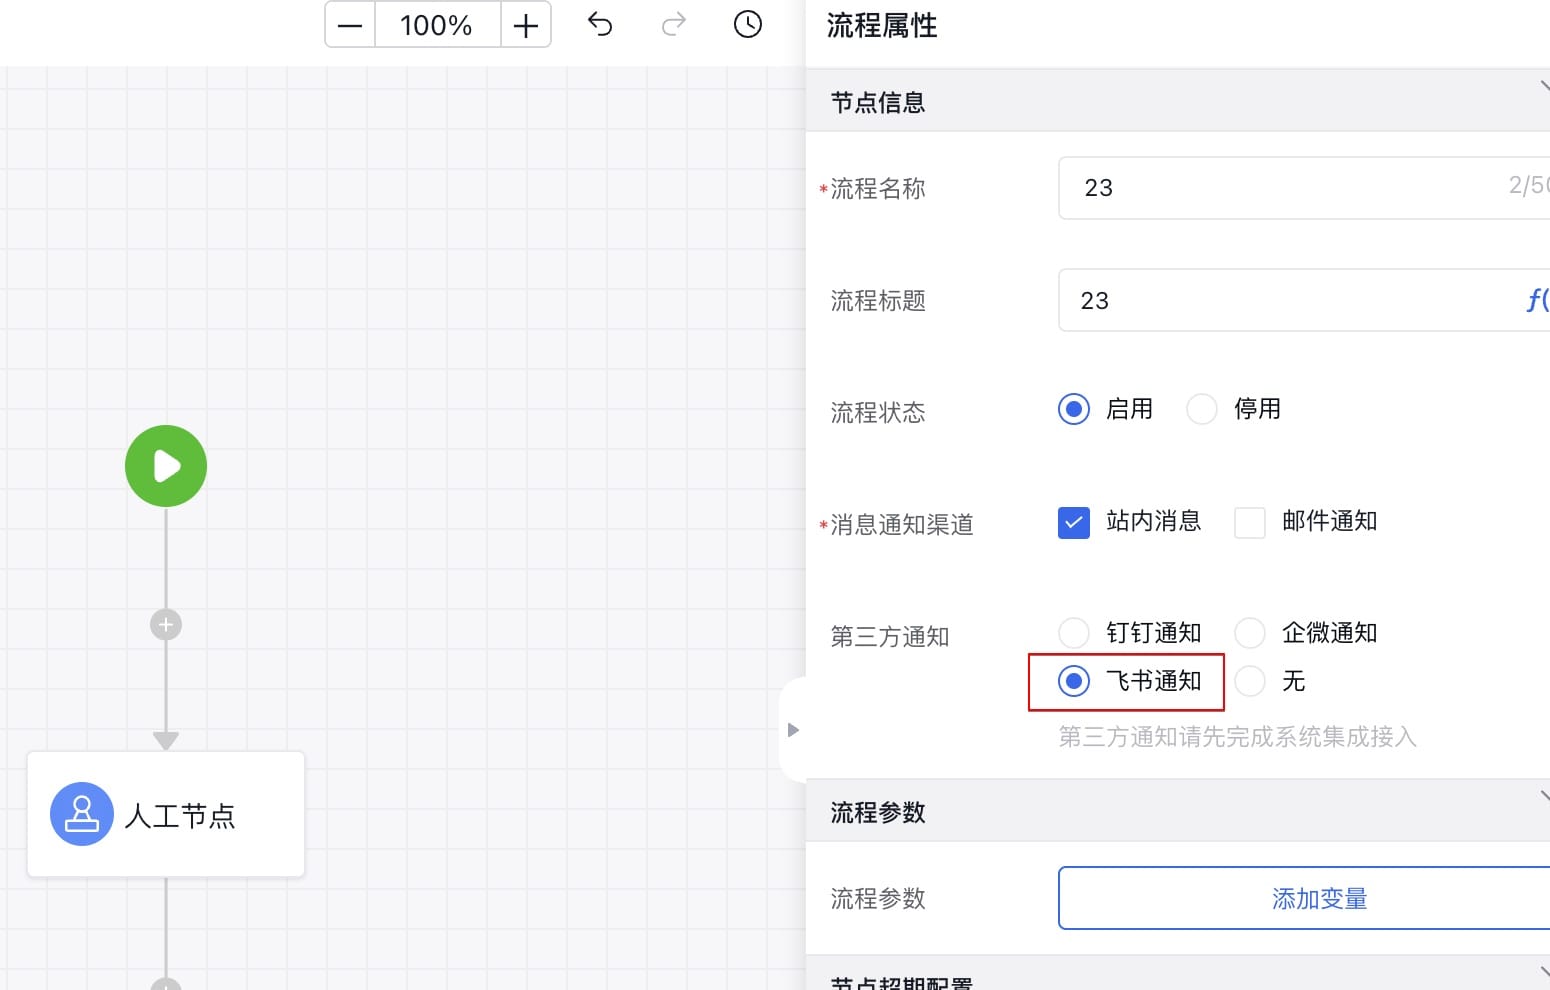 100%
流程属性
节点信息
*流程名称
23
2/50
流程标题
23
f(
流程状态
启用
停用
*消息通知渠道
站内消息
邮件通知
第三方通知
钉钉通知
企微通知
飞书通知
无
第三方通知请先完成系统集成接入
人工节点
流程参数
流程参数
添加变量
节点超期配置